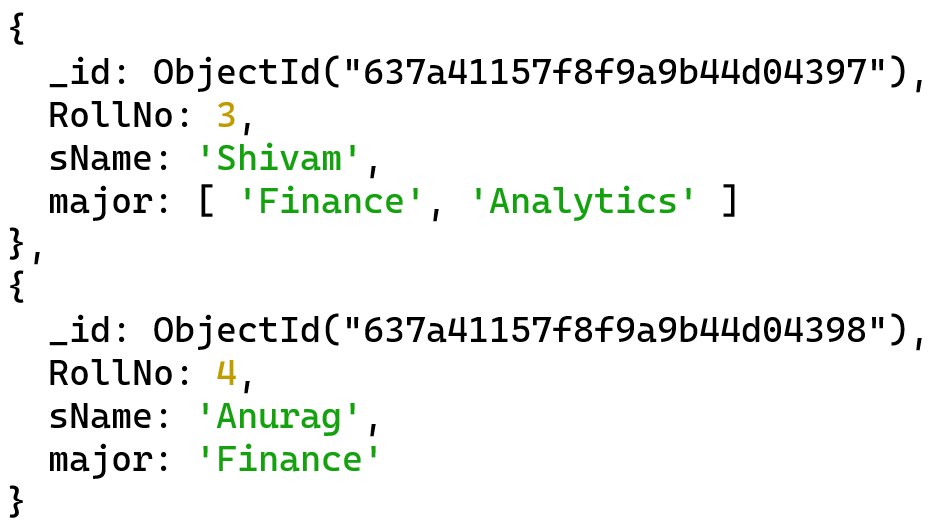 {
  _id: ObjectId("637a41157f8f9a9b44d04397"),
  RollNo: 3,
  sName: 'Shivam',
  major: [ 'Finance', 'Analytics' ]
},
{
  _id: ObjectId("637a41157f8f9a9b44d04398"),
  RollNo: 4,
  sName: 'Anurag',
  major: 'Finance'
}